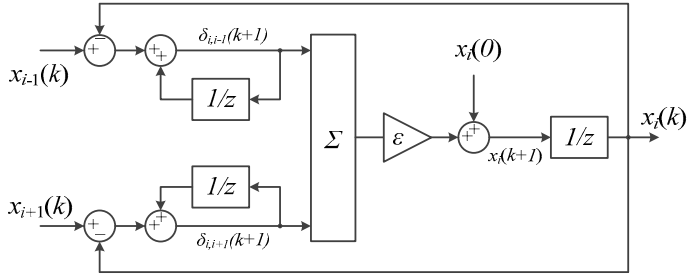 x_{i-1}(k)
+ −
+ +
δ_{i,i-1}(k+1)
1/z
Σ
ε
x_i(0)
+ +
x_i(k+1)
1/z
x_i(k)
x_{i+1}(k)
+ −
+ +
1/z
δ_{i,i+1}(k+1)